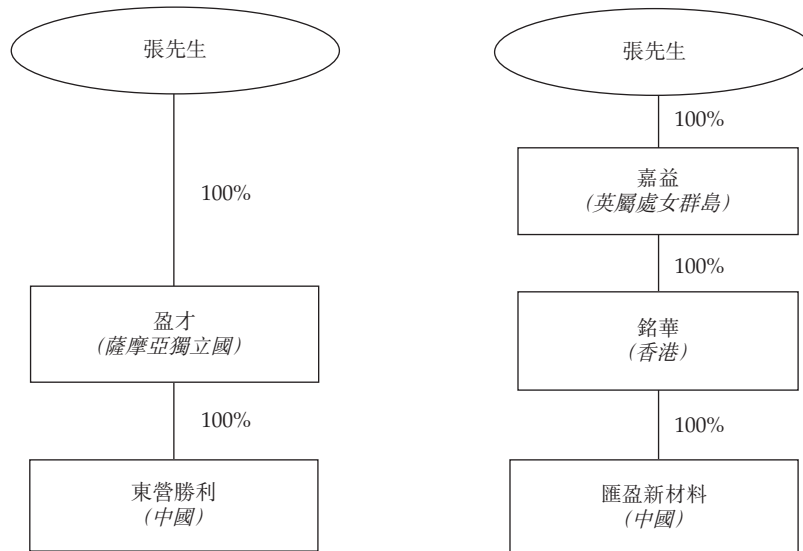 張先生
100%
盈才
(薩摩亞獨立國)
100%
東營勝利
(中國)
張先生
100%
嘉益
(英屬處女群島)
100%
銘華
(香港)
100%
匯盈新材料
(中國)